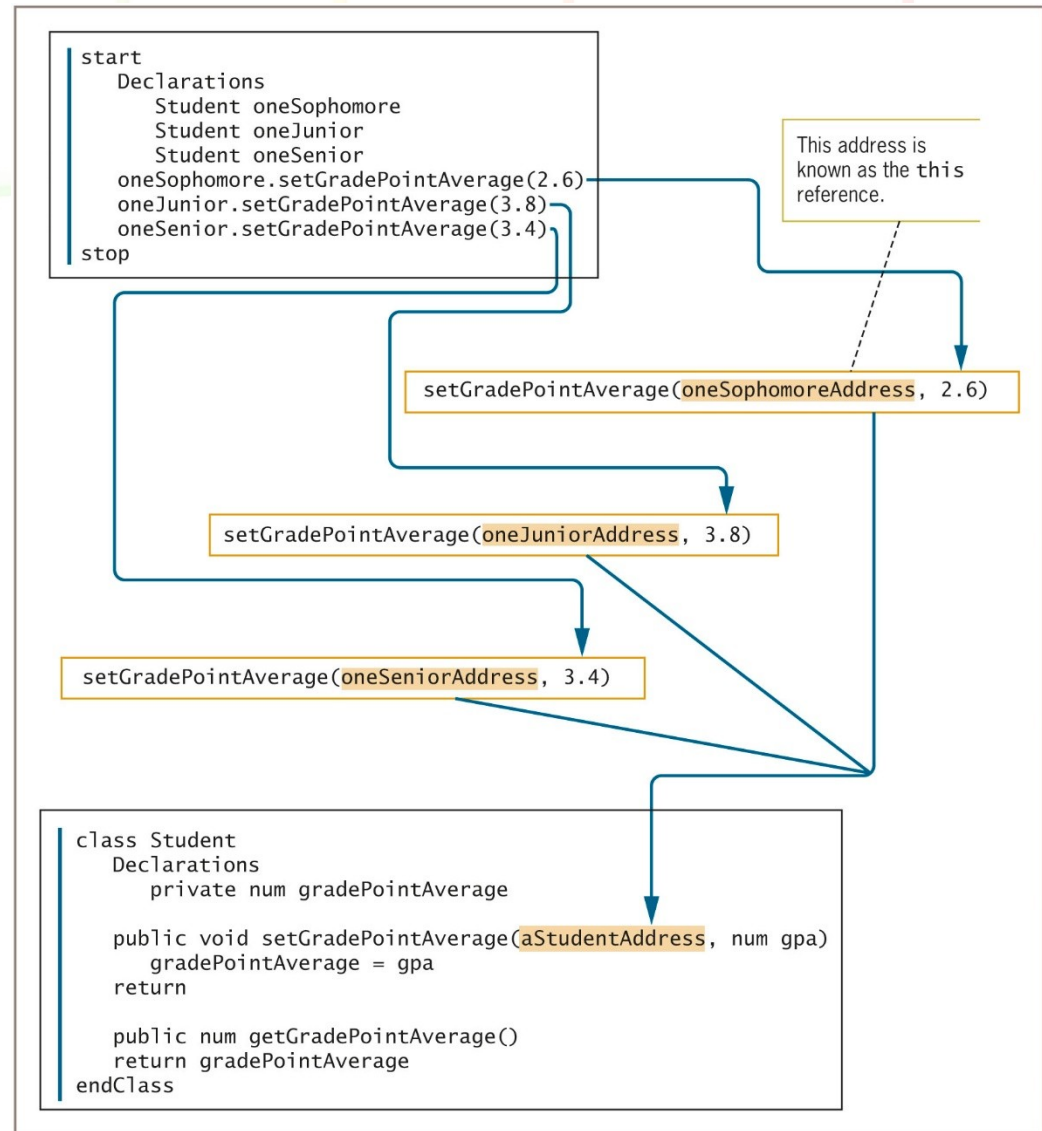 start
Declarations
Student oneSophomore
Student oneJunior
Student oneSenior
oneSophomore.setGradePointAverage(2.6)
oneJunior.setGradePointAverage(3.8)
oneSenior.setGradePointAverage(3.4)
stop
This address is
known as the this
reference.
setGradePointAverage(oneSophomoreAddress, 2.6)
setGradePointAverage(oneJuniorAddress, 3.8)
setGradePointAverage(oneSeniorAddress, 3.4)
class Student
Declarations
private num gradePointAverage
public void setGradePointAverage(aStudentAddress, num gpa)
gradePointAverage = gpa
return
public num getGradePointAverage()
return gradePointAverage
endClass